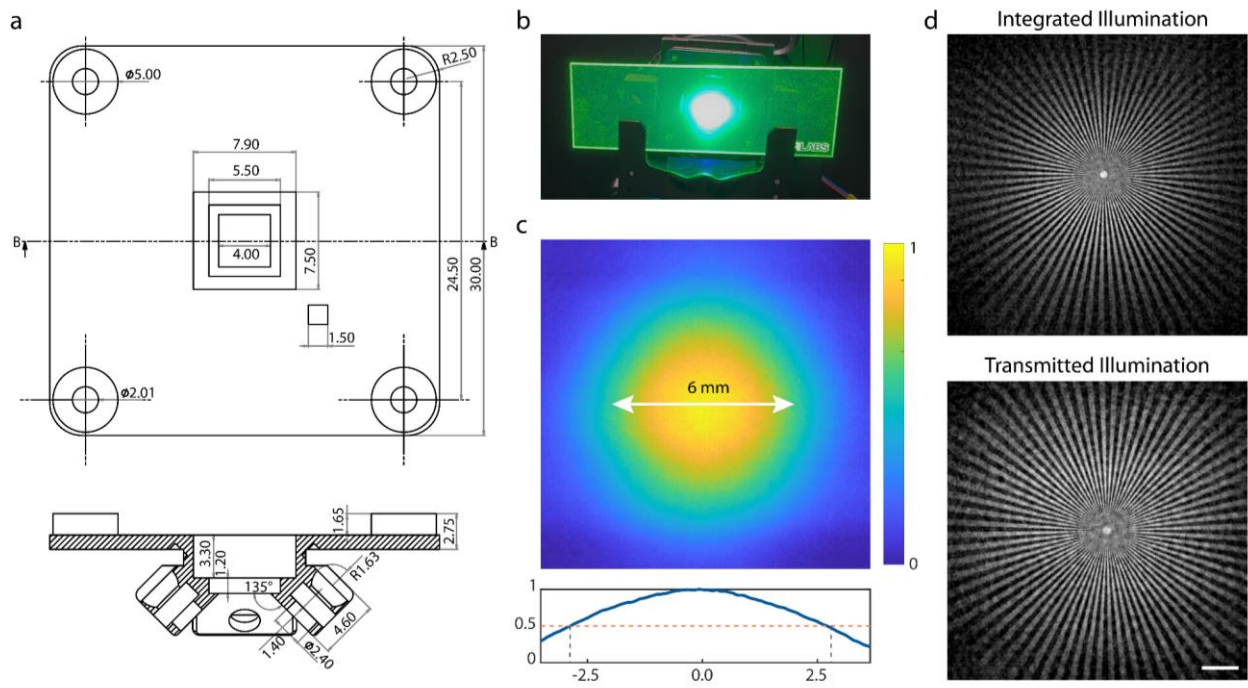 a
ø5.00
R2.50
7.90
5.50
B
B
4.00
7.50
24.50
30.00
1.50
ø2.01
1.65
2.75
3.30
1.20
135°
R1.63
1.40
ø2.40
4.60
b
LABS
c
6 mm
1
0
1
0.5
0
-2.5
0.0
2.5
d
Integrated Illumination
Transmitted Illumination